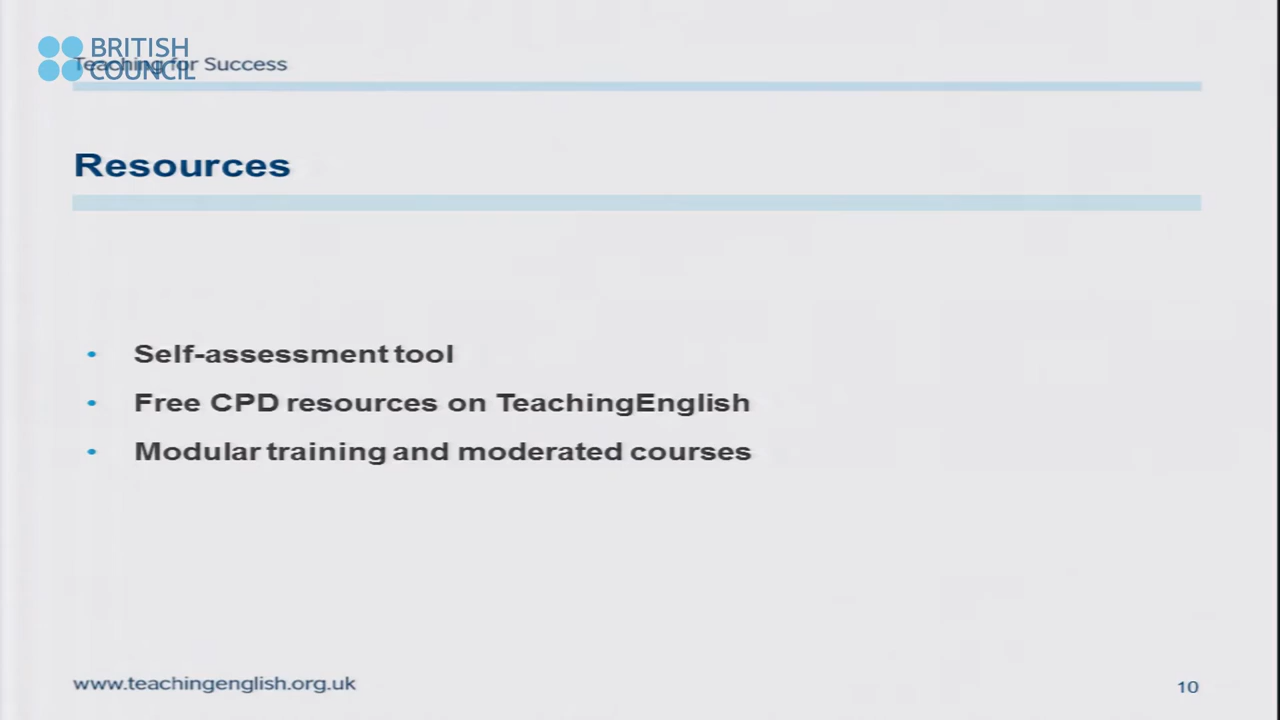 BRITISH
COUNCIL
Teaching for Success
Resources
• Self-assessment tool
• Free CPD resources on TeachingEnglish
• Modular training and moderated courses
www.teachingenglish.org.uk
10